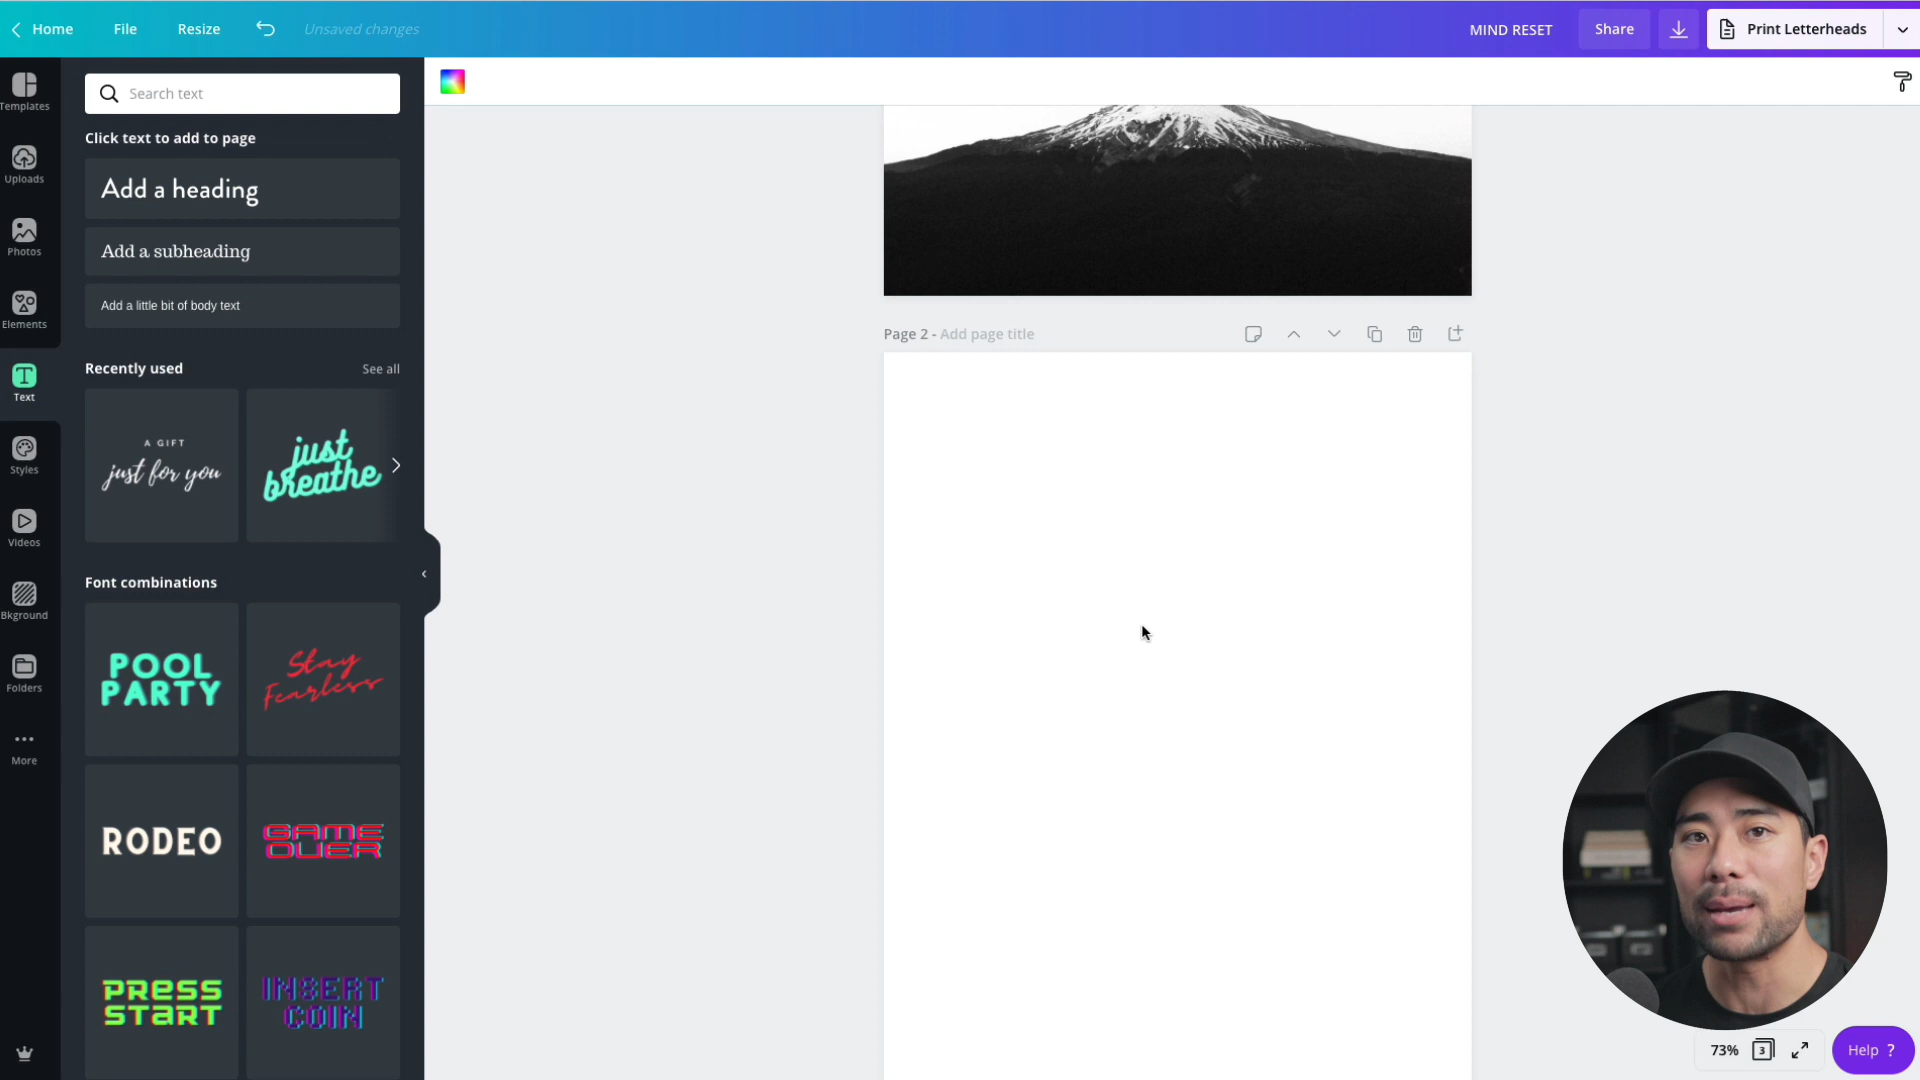 Home
File
Resize
Unsaved changes
MIND RESET
Share
Print Letterheads
Templates
Uploads
Photos
Elements
Text
Styles
Videos
Bkground
Folders
More
Search text
Click text to add to page
Add a heading
Add a subheading
Add a little bit of body text
Recently used
See all
A GIFT
just for you
just
breathe
Font combinations
POOL
PARTY
Stay
Fearless
RODEO
GAME
OVER
PRESS
START
INSERT
COIN
Page 2 - Add page title
73%
3
Help ?